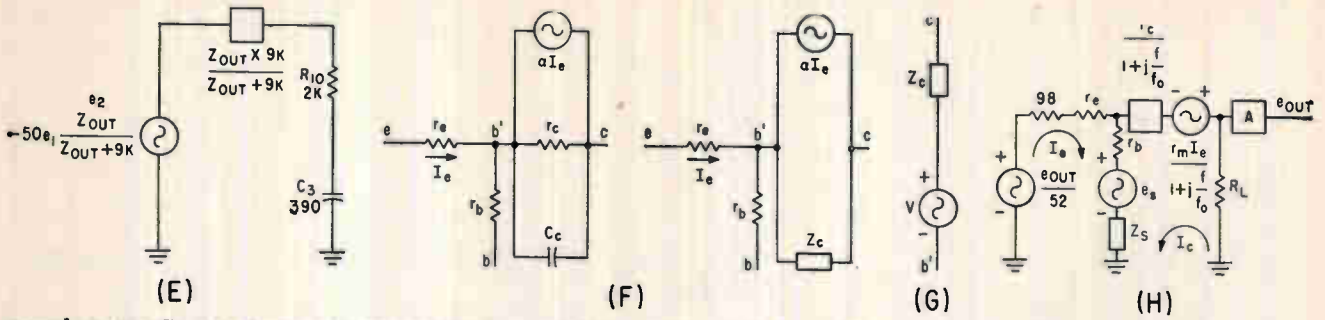 e2
-50e1 ZOUT
ZOUT+9K
ZOUT X 9K
ZOUT+9K
R10
2K
C3
390
(E)
αIe
e
re
Ie
b'
rc
c
rb
b
Cc
αIe
e
re
Ie
b'
c
rb
b
Zc
(F)
c
Zc
+
V
-
b'
(G)
1+j f
fo
98
re
- +
A
eOUT
Ie
rb
rmIe
1+j f
fo
RL
+
-
eOUT
52
+
es
-
Zs
Ic
(H)